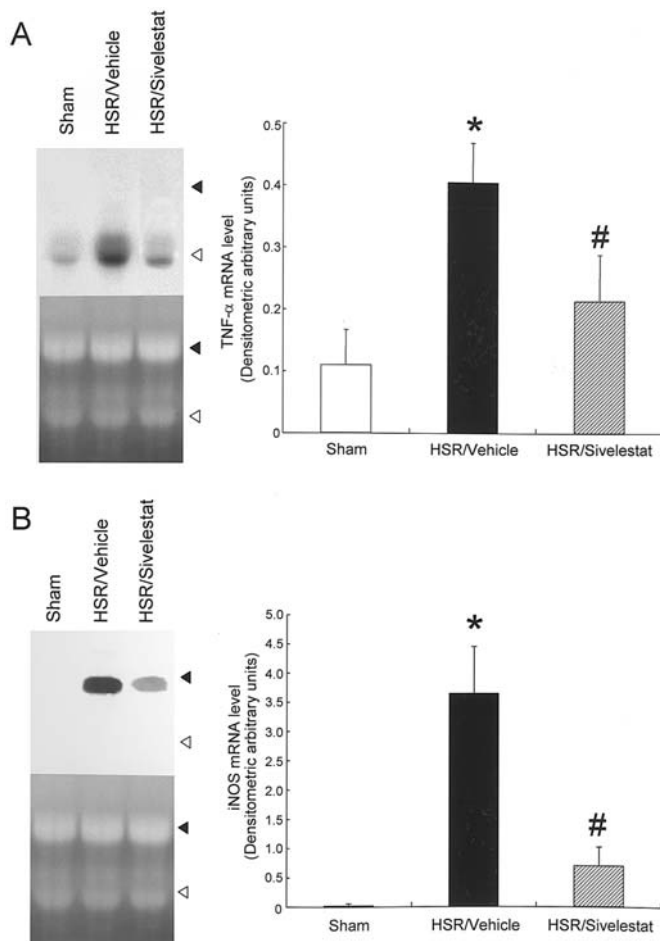 A
Sham
HSR/Vehicle
HSR/Sivelestat
TNF-α mRNA level
(Densitometric arbitrary units)
0.5
0.4
0.3
0.2
0.1
0
*
#
Sham
HSR/Vehicle
HSR/Sivelestat
B
Sham
HSR/Vehicle
HSR/Sivelestat
iNOS mRNA level
(Densitometric arbitrary units)
5.0
4.5
4.0
3.5
3.0
2.5
2.0
1.5
1.0
0.5
0
*
#
Sham
HSR/Vehicle
HSR/Sivelestat